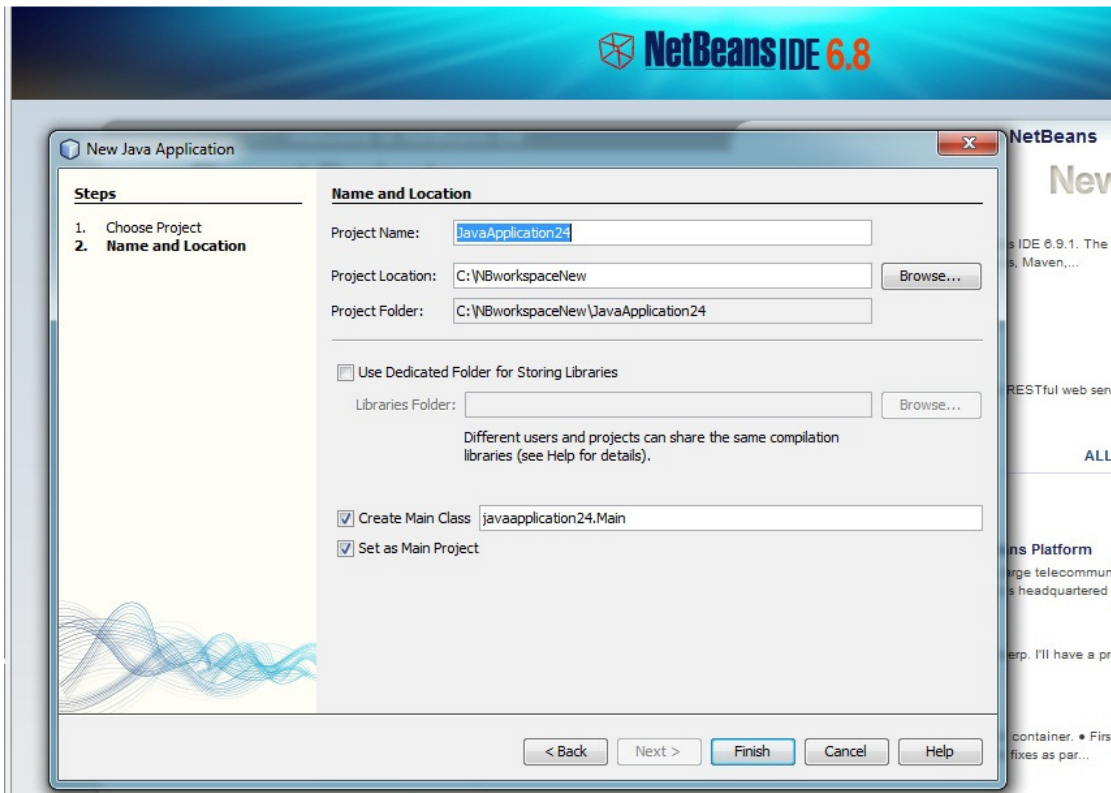 NetBeans IDE 6.8
New Java Application
Steps
1. Choose Project
2. Name and Location
Name and Location
Project Name: JavaApplication24
Project Location: C:\NBworkspaceNew Browse...
Project Folder: C:\NBworkspaceNew\JavaApplication24
Use Dedicated Folder for Storing Libraries
Libraries Folder: Browse...
Different users and projects can share the same compilation
libraries (see Help for details).
Create Main Class javaapplication24.Main
Set as Main Project
< Back Next > Finish Cancel Help
NetBeans
New
s IDE 6.9.1. The
s, Maven,...
RESTful web serv
ALL
ns Platform
arge telecommun
s headquartered
erp. I'll have a pr
container. • Firs
fixes as par...